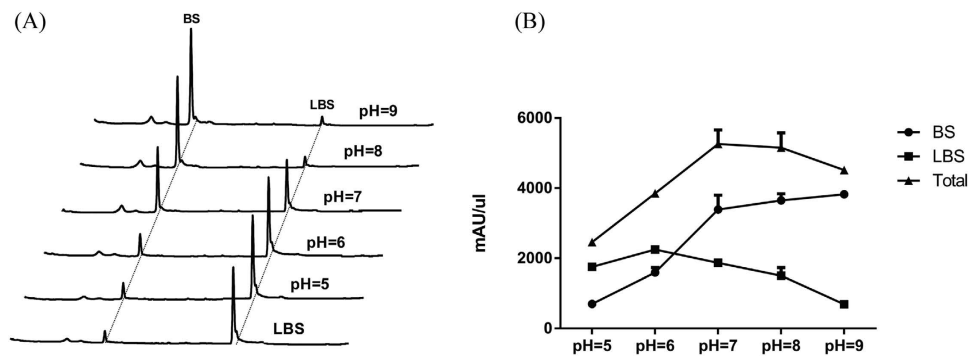 (A)
BS
LBS
pH=9
pH=8
pH=7
pH=6
pH=5
LBS
(B)
mAU/ul
6000
4000
2000
0
pH=5 pH=6 pH=7 pH=8 pH=9
BS
LBS
Total